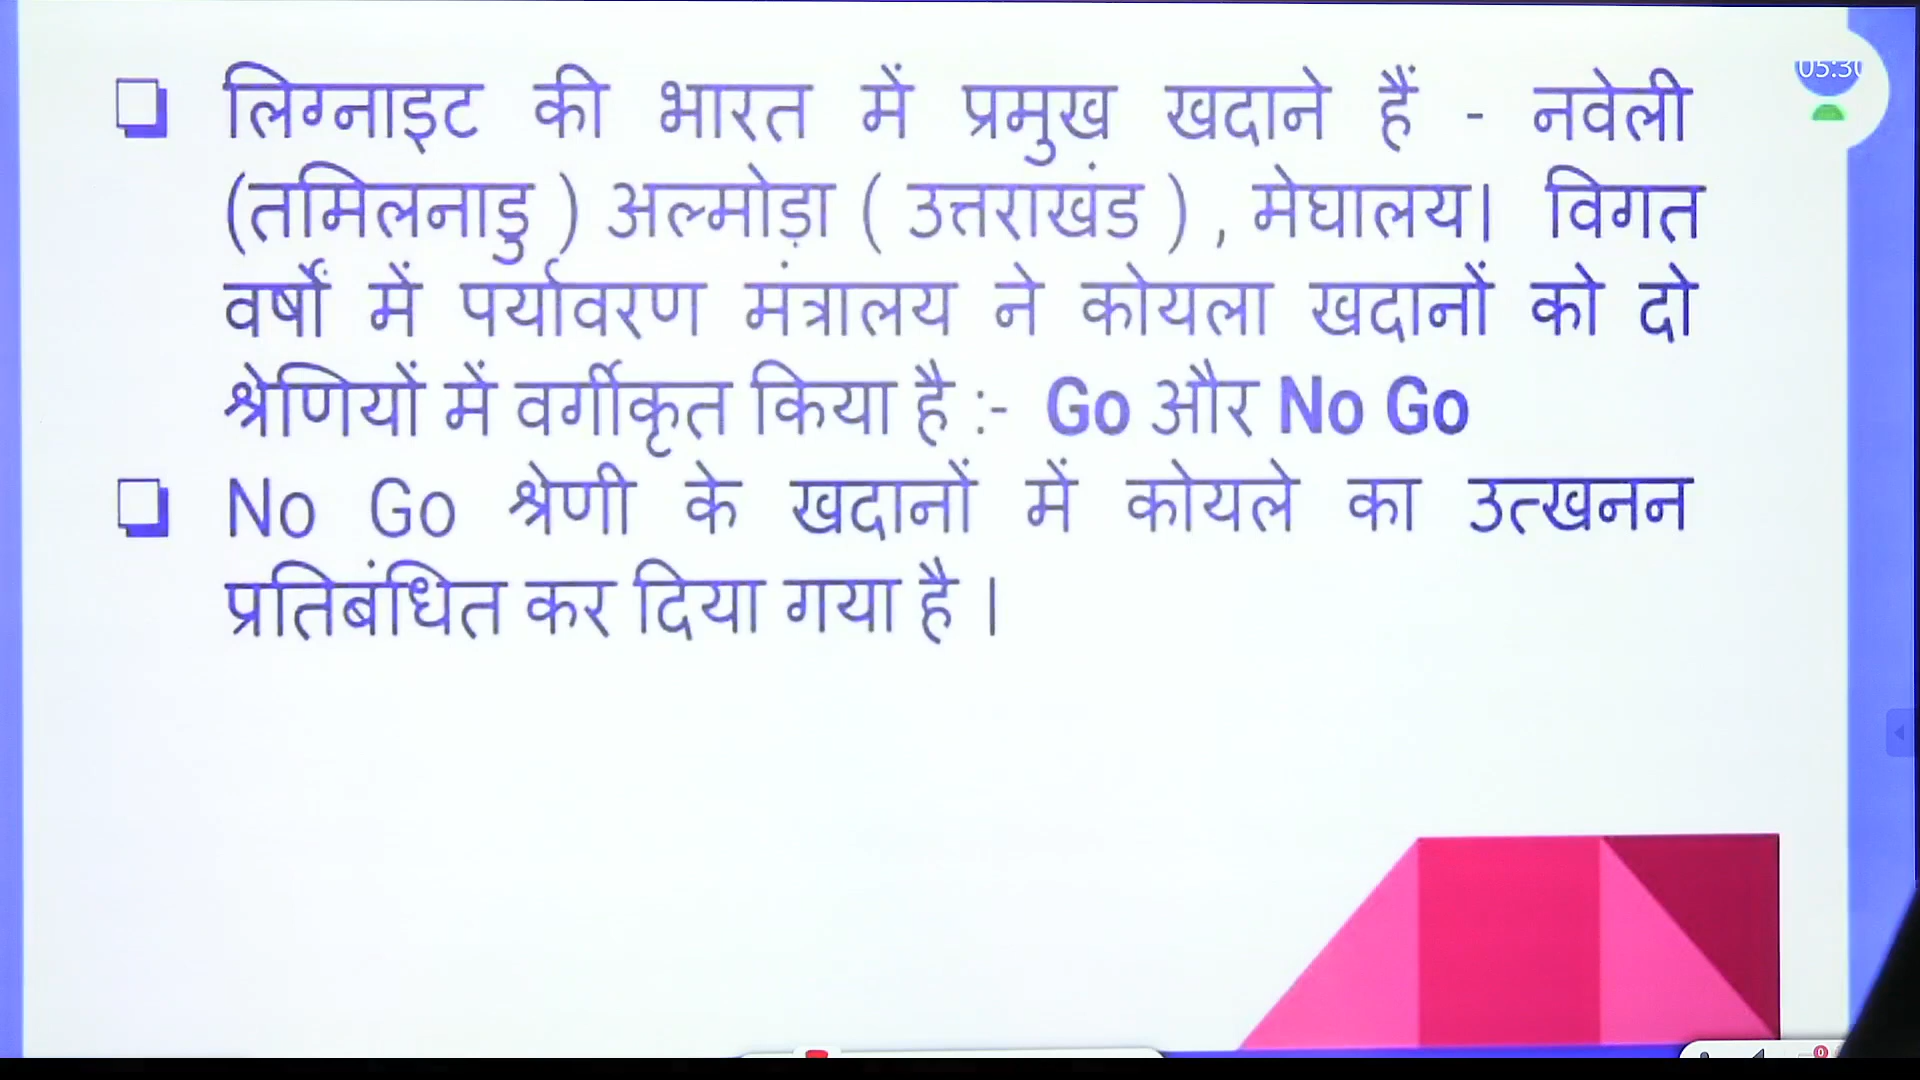 लिग्नाइट की भारत में प्रमुख खदाने हैं - नवेली
(तमिलनाडु ) अल्मोड़ा ( उत्तराखंड ) , मेघालय। विगत
वर्षों में पर्यावरण मंत्रालय ने कोयला खदानों को दो
श्रेणियों में वर्गीकृत किया है :- Go और No Go
No Go श्रेणी के खदानों में कोयले का उत्खनन
प्रतिबंधित कर दिया गया है ।